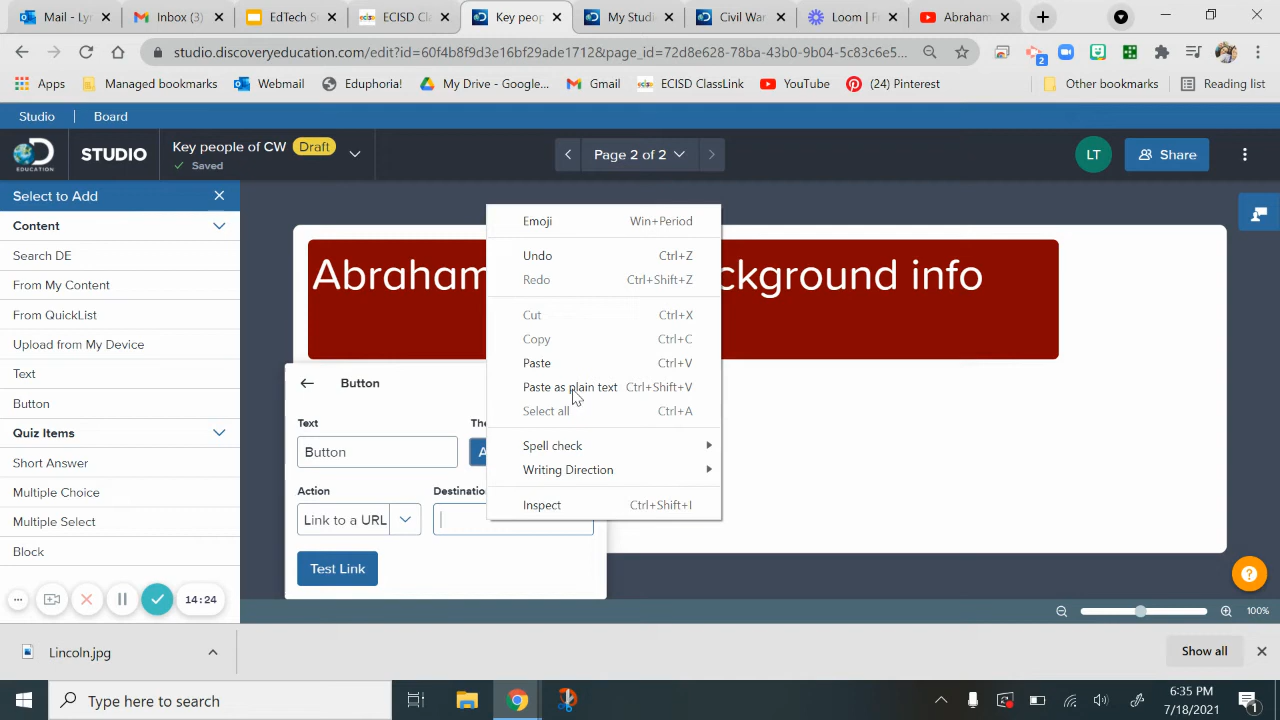 Mail - Ly
Inbox (3)
EdTech S
ECISD Cl
Key peop
My Studi
Civil War
Loom | F
Abraham
studio.discoveryeducation.com/edit?id=60f4b8f9d3e16bf29ade1712&page_id=72d8e628-78ba-43b0-9b04-5c83c6e5...
2
Apps
Managed bookmarks
Webmail
Eduphoria!
My Drive - Google...
Gmail
ECISD ClassLink
YouTube
(24) Pinterest
Other bookmarks
Reading list
Studio
Board
EDUCATION
STUDIO
Key people of CW
Draft
Saved
Page 2 of 2
LT
Share
Select to Add
Content
Search DE
From My Content
From QuickList
Upload from My Device
Text
Button
Quiz Items
Short Answer
Multiple Choice
Multiple Select
Block
14:24
Abraham
ckground info
Emoji Win+Period
Undo Ctrl+Z
Redo Ctrl+Shift+Z
Cut Ctrl+X
Copy Ctrl+C
Paste Ctrl+V
Paste as plain text Ctrl+Shift+V
Select all Ctrl+A
Spell check
Writing Direction
Inspect Ctrl+Shift+I
Button
Text
The
Button
A
Action
Destinatio
Link to a URL
Test Link
?
100%
Lincoln.jpg
Show all
Type here to search
6:35 PM
7/18/2021
1